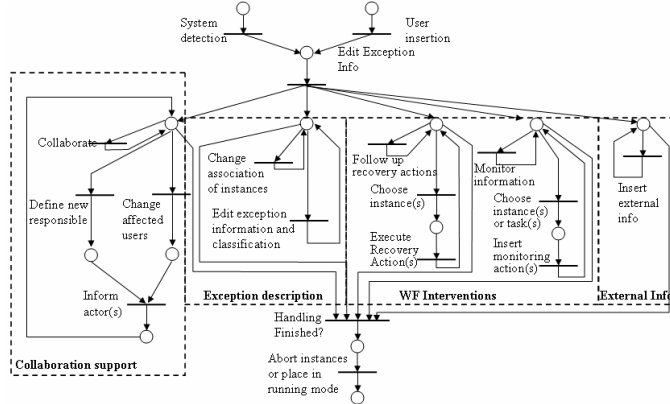 System
detection
User
insertion
Edit Exception
Info
Collaborate
Define new
responsible
Change
affected
users
Inform
actor(s)
Collaboration support
Change
association
of instances
Edit exception
information and
classification
Exception description
Follow up
recovery actions
Choose
instance(s)
Execute
Recovery
Action(s)
Monitor
information
Choose
instance(s)
or task(s)
Insert
monitoring
action(s)
WF Interventions
Insert
external
info
External Info
Handling
Finished?
Abort instances
or place in
running mode